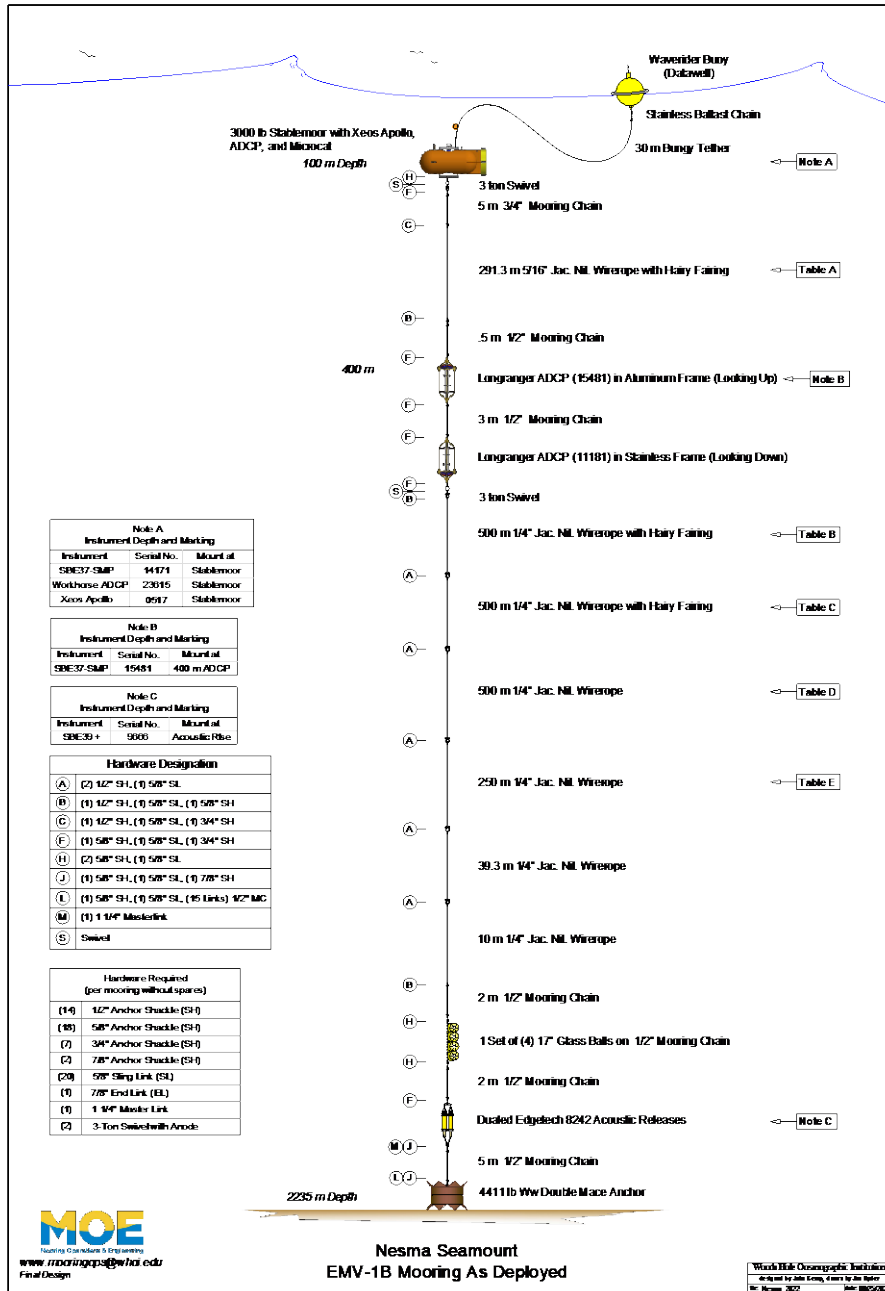 Waverider Buoy
(Datawell)
Stainless Ballast Chain
3000 lb Stablemoor with Xeos Apollo,
ADCP, and Microcat
100 m Depth
30 m Bungy Tether
Note A
H
S
3 ton Swivel
F
5 m 3/4" Mooring Chain
C
291.3 m 5/16" Jac. Nil. Wirerope with Hairy Fairing
Table A
B
.5 m 1/2" Mooring Chain
F
400 m
Longranger ADCP (15481) in Aluminum Frame (Looking Up)
Note B
F
3 m 1/2" Mooring Chain
F
Longranger ADCP (11181) in Stainless Frame (Looking Down)
F
S
B
3 ton Swivel
500 m 1/4" Jac. Nil. Wirerope with Hairy Fairing
Table B
A
500 m 1/4" Jac. Nil. Wirerope with Hairy Fairing
Table C
A
500 m 1/4" Jac. Nil. Wirerope
Table D
A
250 m 1/4" Jac. Nil. Wirerope
Table E
A
39.3 m 1/4" Jac. Nil. Wirerope
A
10 m 1/4" Jac. Nil. Wirerope
B
2 m 1/2" Mooring Chain
H
1 Set of (4) 17" Glass Balls on 1/2" Mooring Chain
H
2 m 1/2" Mooring Chain
F
Dualed Edgetech 8242 Acoustic Releases
Note C
M J
5 m 1/2" Mooring Chain
L J
4411 lb Ww Double Mace Anchor
2235 m Depth
Note A
Instrument Depth and Marking
Instrument Serial No. Mount at
SBE37-SMP 14171 Stablemoor
Workhorse ADCP 23615 Stablemoor
Xeos Apollo 0517 Stablemoor
Note B
Instrument Depth and Marking
Instrument Serial No. Mount at
SBE37-SMP 15481 400 m ADCP
Note C
Instrument Depth and Marking
Instrument Serial No. Mount at
SBE39 + 9666 Acoustic Rlse
Hardware Designation
A (2) 1/2" SH, (1) 5/8" SL
B (1) 1/2" SH, (1) 5/8" SL, (1) 5/8" SH
C (1) 1/2" SH, (1) 5/8" SL, (1) 3/4" SH
F (1) 5/8" SH, (1) 5/8" SL, (1) 3/4" SH
H (2) 5/8" SH, (1) 5/8" SL
J (1) 5/8" SH, (1) 5/8" SL, (1) 7/8" SH
L (1) 5/8" SH, (1) 5/8" SL, (15 Links) 1/2" MC
M (1) 1 1/4" Masterlink
S Swivel
Hardware Required
(per mooring without spares)
(14) 1/2" Anchor Shackle (SH)
(18) 5/8" Anchor Shackle (SH)
(7) 3/4" Anchor Shackle (SH)
(2) 7/8" Anchor Shackle (SH)
(20) 5/8" Sling Link (SL)
(1) 7/8" End Link (EL)
(1) 1 1/4" Master Link
(2) 3-Ton Swivel with Anode
MOE
Mooring Operations & Engineering
www.mooringops@whoi.edu
Final Design
Nesma Seamount
EMV-1B Mooring As Deployed
Woods Hole Oceanographic Institution
designed by John Kemp, drawn by Jim